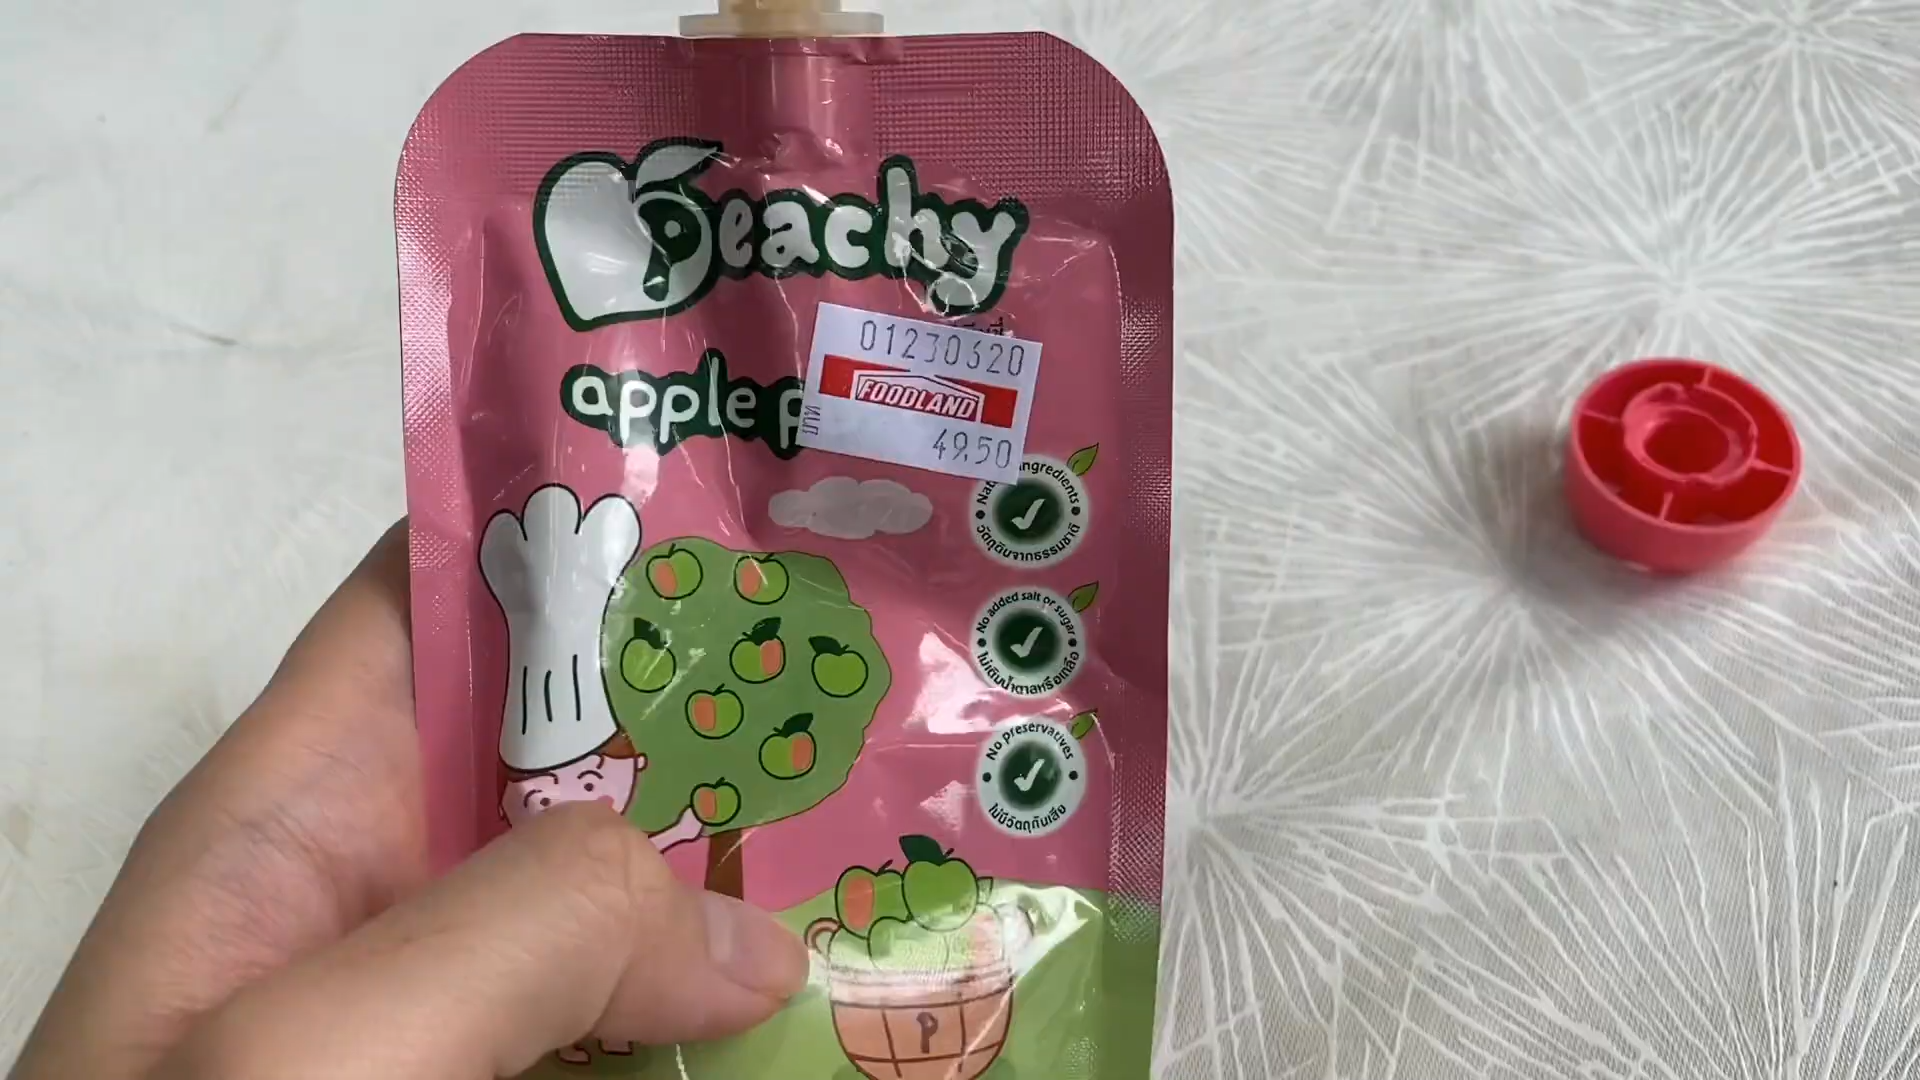 Peachy
01230620
FOODLAND
บาท
49.50
apple
ingredients
วัตถุดิบจากธรรมชาติ
No added salt or sugar
ไม่เติมน้ำตาลหรือเกลือ
No preservatives
ไม่มีวัตถุกันเสีย
P